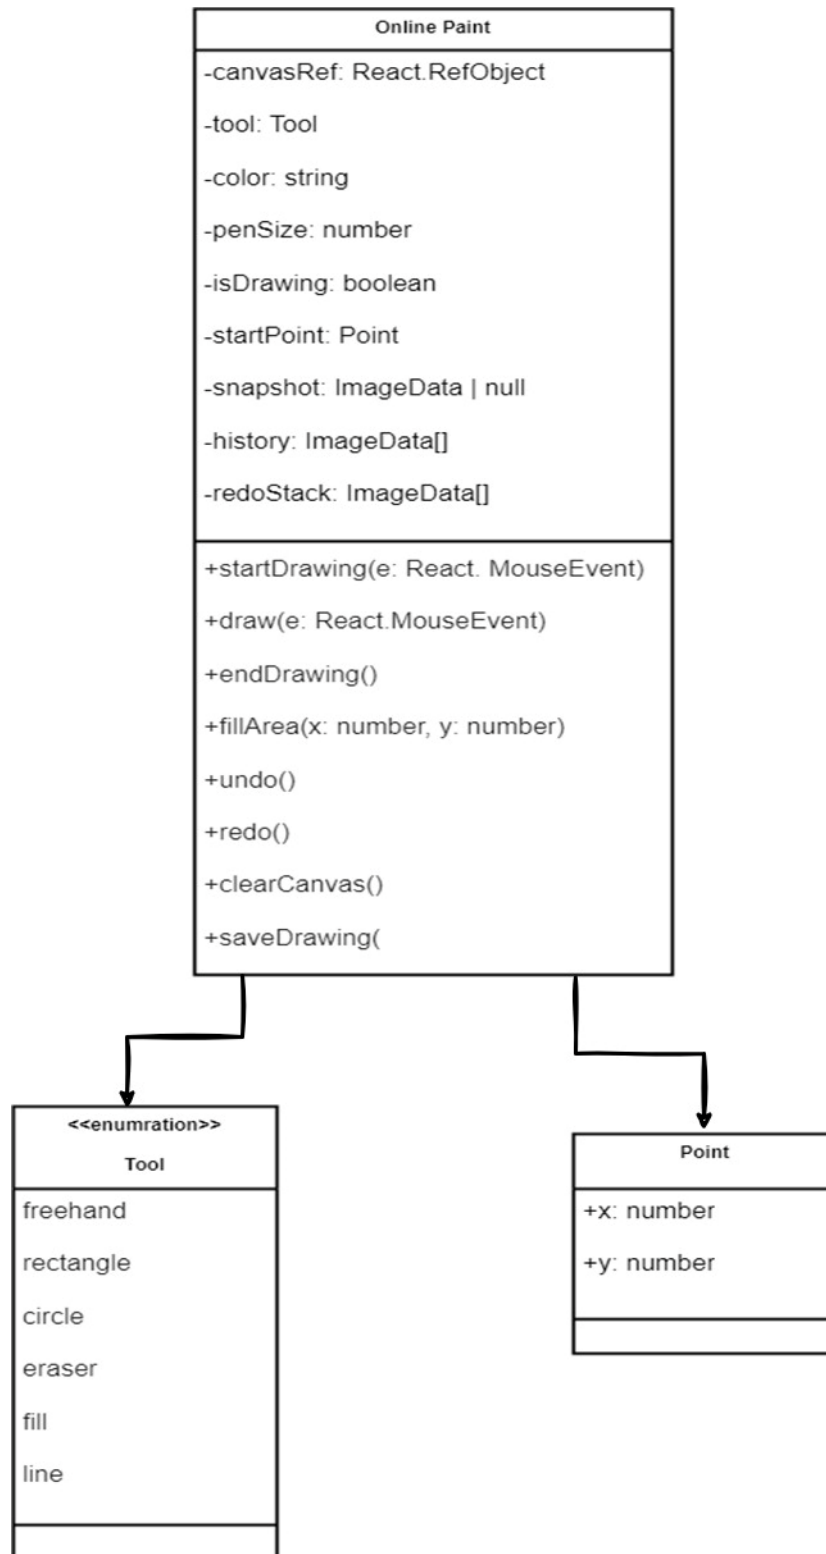 Online Paint
-canvasRef: React.RefObject
-tool: Tool
-color: string
-penSize: number
-isDrawing: boolean
-startPoint: Point
-snapshot: ImageData | null
-history: ImageData[]
-redoStack: ImageData[]
+startDrawing(e: React. MouseEvent)
+draw(e: React.MouseEvent)
+endDrawing()
+fillArea(x: number, y: number)
+undo()
+redo()
+clearCanvas()
+saveDrawing(
<<enumration>>
Tool
freehand
rectangle
circle
eraser
fill
line
Point
+x: number
+y: number